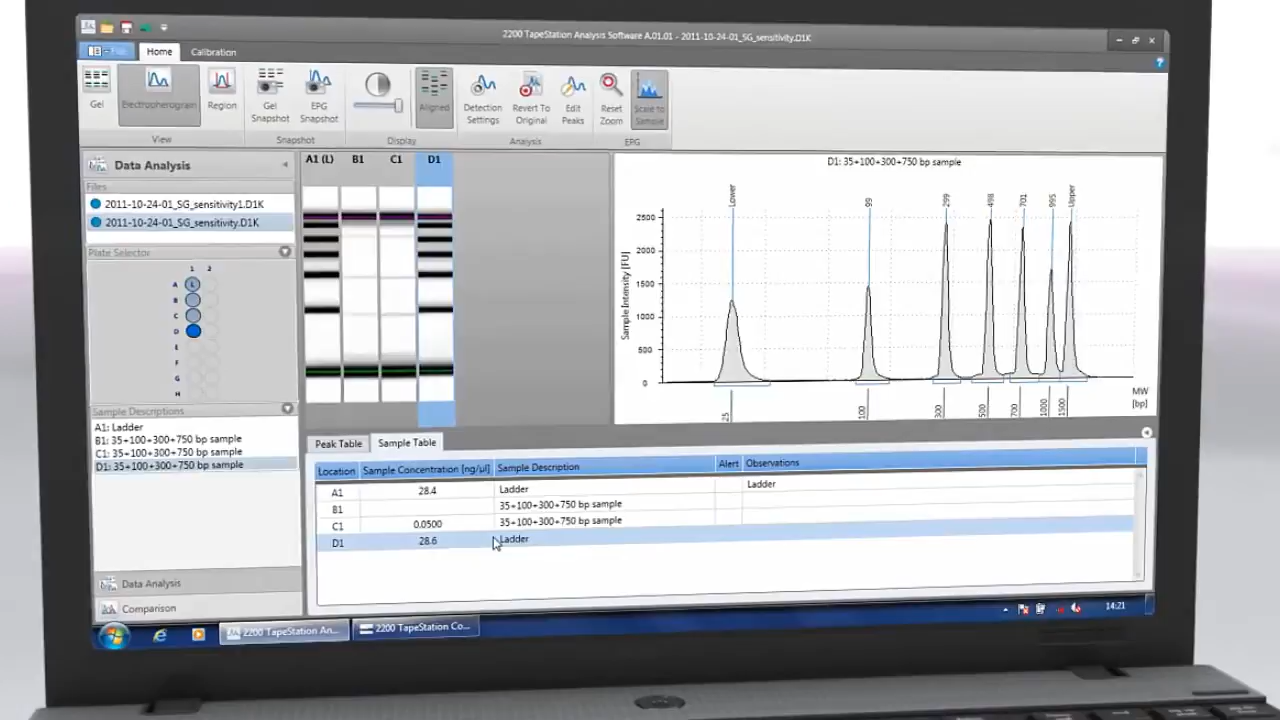 2200 TapeStation Analysis Software A.01.01 - 2011-10-24-01_SG_sensitivity.D1K
Home Calibration
Gel Electropherogram Region Gel Snapshot EPG Snapshot Aligned Detection Settings Revert To Original Edit Peaks Reset Zoom Scale to Sample
View Snapshot Display Analysis EPG
Data Analysis
Files
2011-10-24-01_SG_sensitivity1.D1K
2011-10-24-01_SG_sensitivity.D1K
Plate Selector
1 2
A L
B
C
D
E
F
G
H
Sample Descriptions
A1: Ladder
B1: 35+100+300+750 bp sample
C1: 35+100+300+750 bp sample
D1: 35+100+300+750 bp sample
Data Analysis
Comparison
A1 (L) B1 C1 D1
D1: 35+100+300+750 bp sample
Lower 99 299 498 701 995 Upper
Sample Intensity [FU]
2500
2000
1500
1000
500
0
25 100 300 500 700 1000 1500
MW
[bp]
Peak Table Sample Table
Location Sample Concentration [ng/µl] Sample Description Alert Observations
A1 28.4 Ladder Ladder
B1 35+100+300+750 bp sample
C1 0.0500 35+100+300+750 bp sample
D1 28.6 Ladder
2200 TapeStation An... 2200 TapeStation Co...
14:21